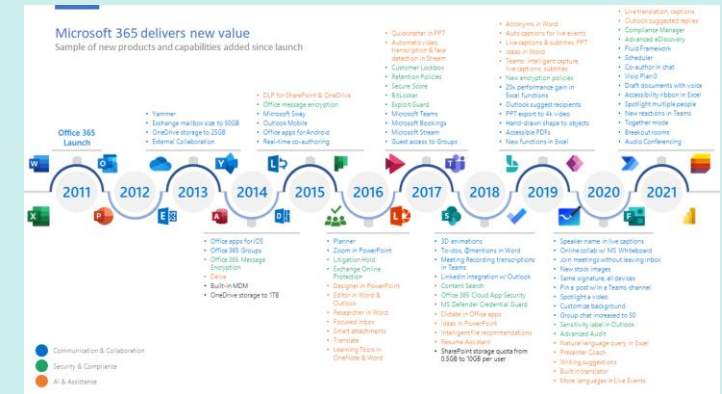 Microsoft 365 delivers new value
Sample of new products and capabilities added since launch
Office 365
Launch
• Yammer
• Exchange mailbox size to 50GB
• OneDrive storage to 25GB
• External Collaboration
• DLP for SharePoint & OneDrive
• Office message encryption
• Microsoft Sway
• Outlook Mobile
• Office apps for Android
• Real-time co-authoring
• Quickstarter in PPT
• Automatic video
transcription & face
detection in Stream
• Customer Lockbox
• Retention Policies
• Secure Score
• BitLocker
• Exploit Guard
• Microsoft Teams
• Microsoft Bookings
• Microsoft Stream
• Guest access to Groups
• Acronyms in Word
• Auto captions for live events
• Live captions & subtitles, PPT
• Ideas in Word
• Teams: intelligent capture,
live captions, subtitles
• New encryption policies
• 20x performance gain in
Excel functions
• Outlook suggest recipients
• PPT export to 4k video
• Hand-drawn shape to objects
• Accessible PDFs
• New functions in Excel
• Live translation, captions
• Outlook suggested replies
• Compliance Manager
• Advanced eDiscovery
• Fluid Framework
• Scheduler
• Co-author in chat
• Visio Plan 0
• Draft documents with voice
• Accessibility ribbon in Excel
• Spotlight multiple people
• New reactions in Teams
• Together mode
• Breakout rooms
• Audio Conferencing
2011 2012 2013 2014 2015 2016 2017 2018 2019 2020 2021
• Office apps for iOS
• Office 365 Groups
• Office 365 Message
Encryption
• Delve
• Built-in MDM
• OneDrive storage to 1TB
• Planner
• Zoom in PowerPoint
• Litigation Hold
• Exchange Online
Protection
• Designer in PowerPoint
• Editor in Word &
Outlook
• Researcher in Word
• Focused inbox
• Smart attachments
• Translate
• Learning Tools in
OneNote & Word
• 3D animations
• To-dos, @mentions in Word
• Meeting Recording transcriptions
in Teams
• LinkedIn integration w/ Outlook
• Content Search
• Office 365 Cloud App Security
• MS Defender Credential Guard
• Dictate in Office apps
• Ideas in PowerPoint
• Intelligent file recommendations
• Resume Assistant
• SharePoint storage quota from
0.5GB to 10GB per user
• Speaker name in live captions
• Online collab w/ MS Whiteboard
• Join meetings without leaving inbox
• New stock images
• Same signature, all devices
• Pin a post w/in a Teams channel
• Spotlight a video
• Customize background
• Group chat increased to 50
• Sensitivity label in Outlook
• Advanced Audit
• Natural language query in Excel
• Presenter Coach
• Writing suggestions
• Built in translator
• More languages in Live Events
Communication & Collaboration
Security & Compliance
AI & Assistance